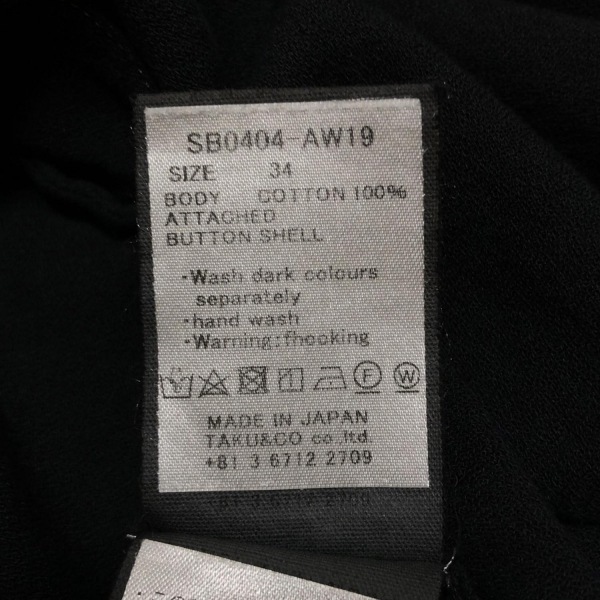 SB0404-AW19
SIZE 34
BODY COTTON 100%
ATTACHED
BUTTON SHELL
·Wash dark colours
separately
·hand wash
·Warning:fhocking
F W
MADE IN JAPAN
TAKU&CO co.,ltd.
+81 3 6712 2709